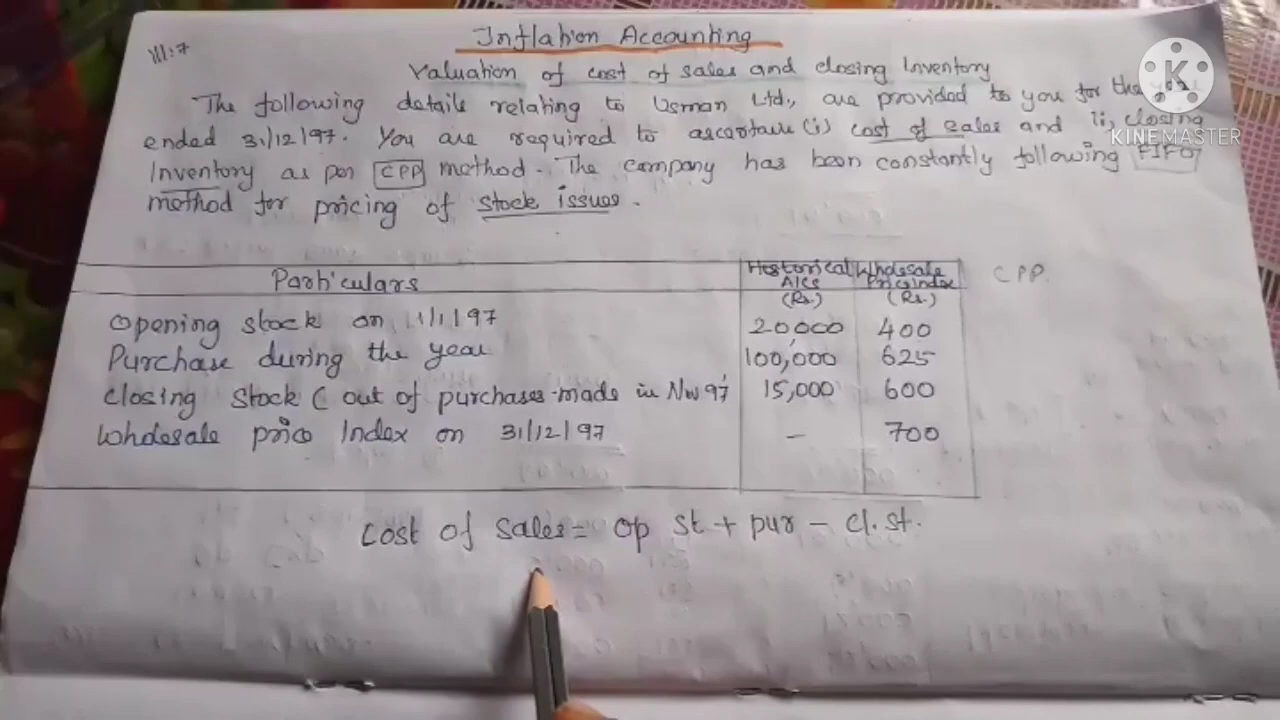 Ill:7
Inflation Accounting
Valuation of cost of sales and closing Inventory
The following details relating to Usman Ltd., are provided to you for the
ended 31/12/97. You are required to ascertain (i) cost of sales and ii, closing
Inventory as per CPP method. The company has been constantly following FIFO
method for pricing of stock issues.
Particulars Historical A/Cs (Rs.) Wholesale Price Index (Rs.) CPP.
Opening stock on 1/1/97 20,000 400
Purchase during the year 100,000 625
Closing stock ( out of purchases made in Nov 97 15,000 600
Wholesale price Index on 31/12/97 - 700
Cost of sales = Op st + pur - cl.st.
K
KINEMASTER